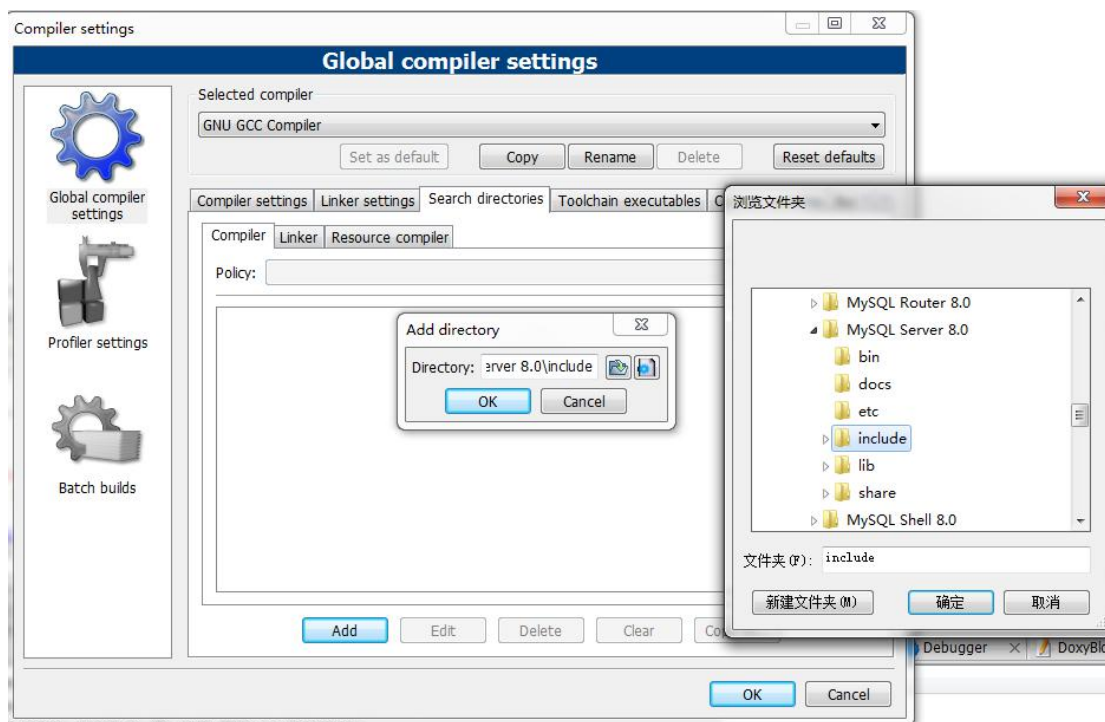 Compiler settings
Global compiler settings
Selected compiler
GNU GCC Compiler
Set as default Copy Rename Delete Reset defaults
Global compiler
settings
Profiler settings
Batch builds
Compiler settings Linker settings Search directories Toolchain executables
Compiler Linker Resource compiler
Policy:
Add directory
Directory: erver 8.0\include
OK Cancel
Add Edit Delete Clear
OK Cancel
浏览文件夹
MySQL Router 8.0
MySQL Server 8.0
bin
docs
etc
include
lib
share
MySQL Shell 8.0
文件夹(F): include
新建文件夹(M) 确定 取消
Debugger DoxyBlo